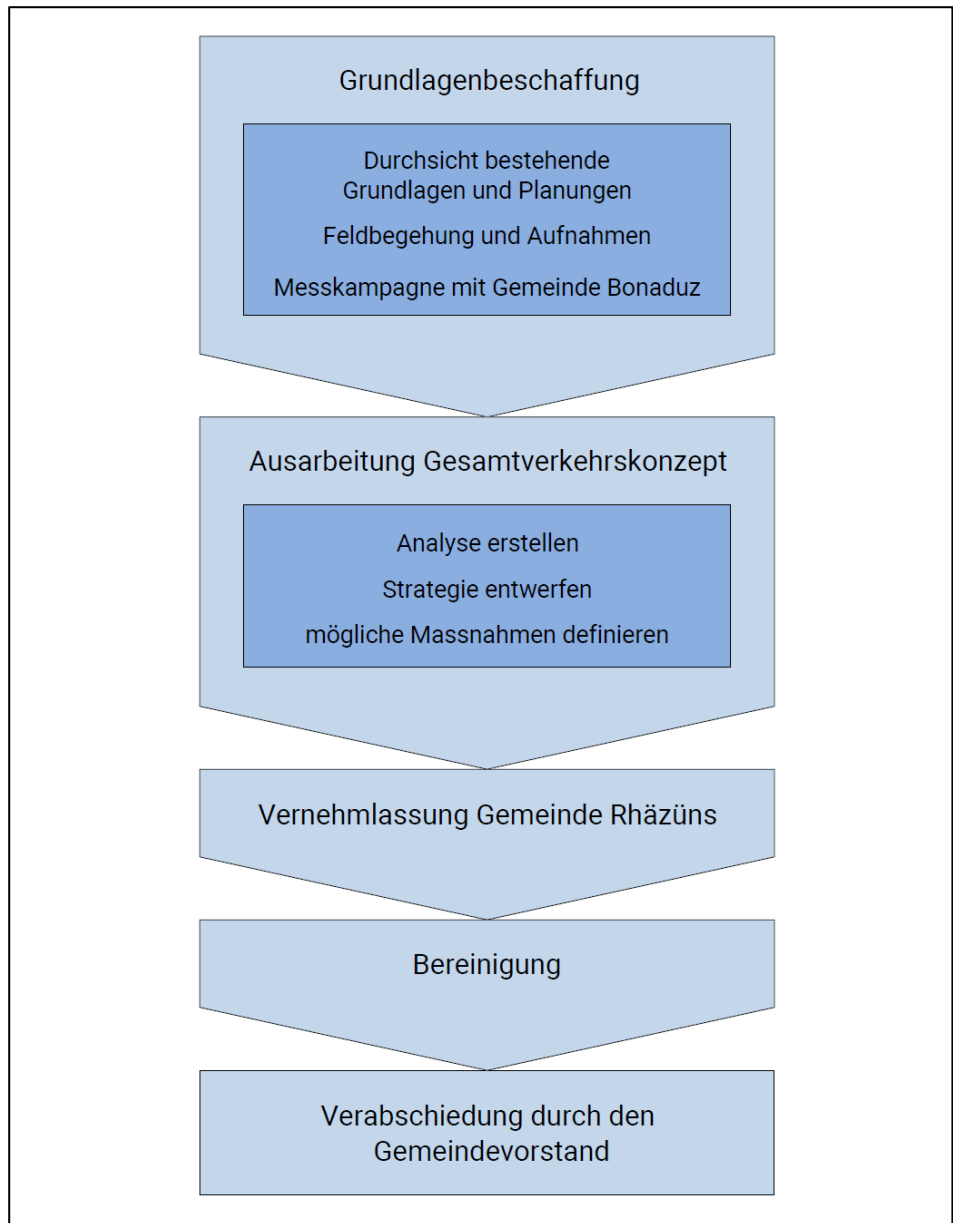 Grundlagenbeschaffung
Durchsicht bestehende
Grundlagen und Planungen
Feldbegehung und Aufnahmen
Messkampagne mit Gemeinde Bonaduz
Ausarbeitung Gesamtverkehrskonzept
Analyse erstellen
Strategie entwerfen
mögliche Massnahmen definieren
Vernehmlassung Gemeinde Rhäzüns
Bereinigung
Verabschiedung durch den
Gemeindevorstand